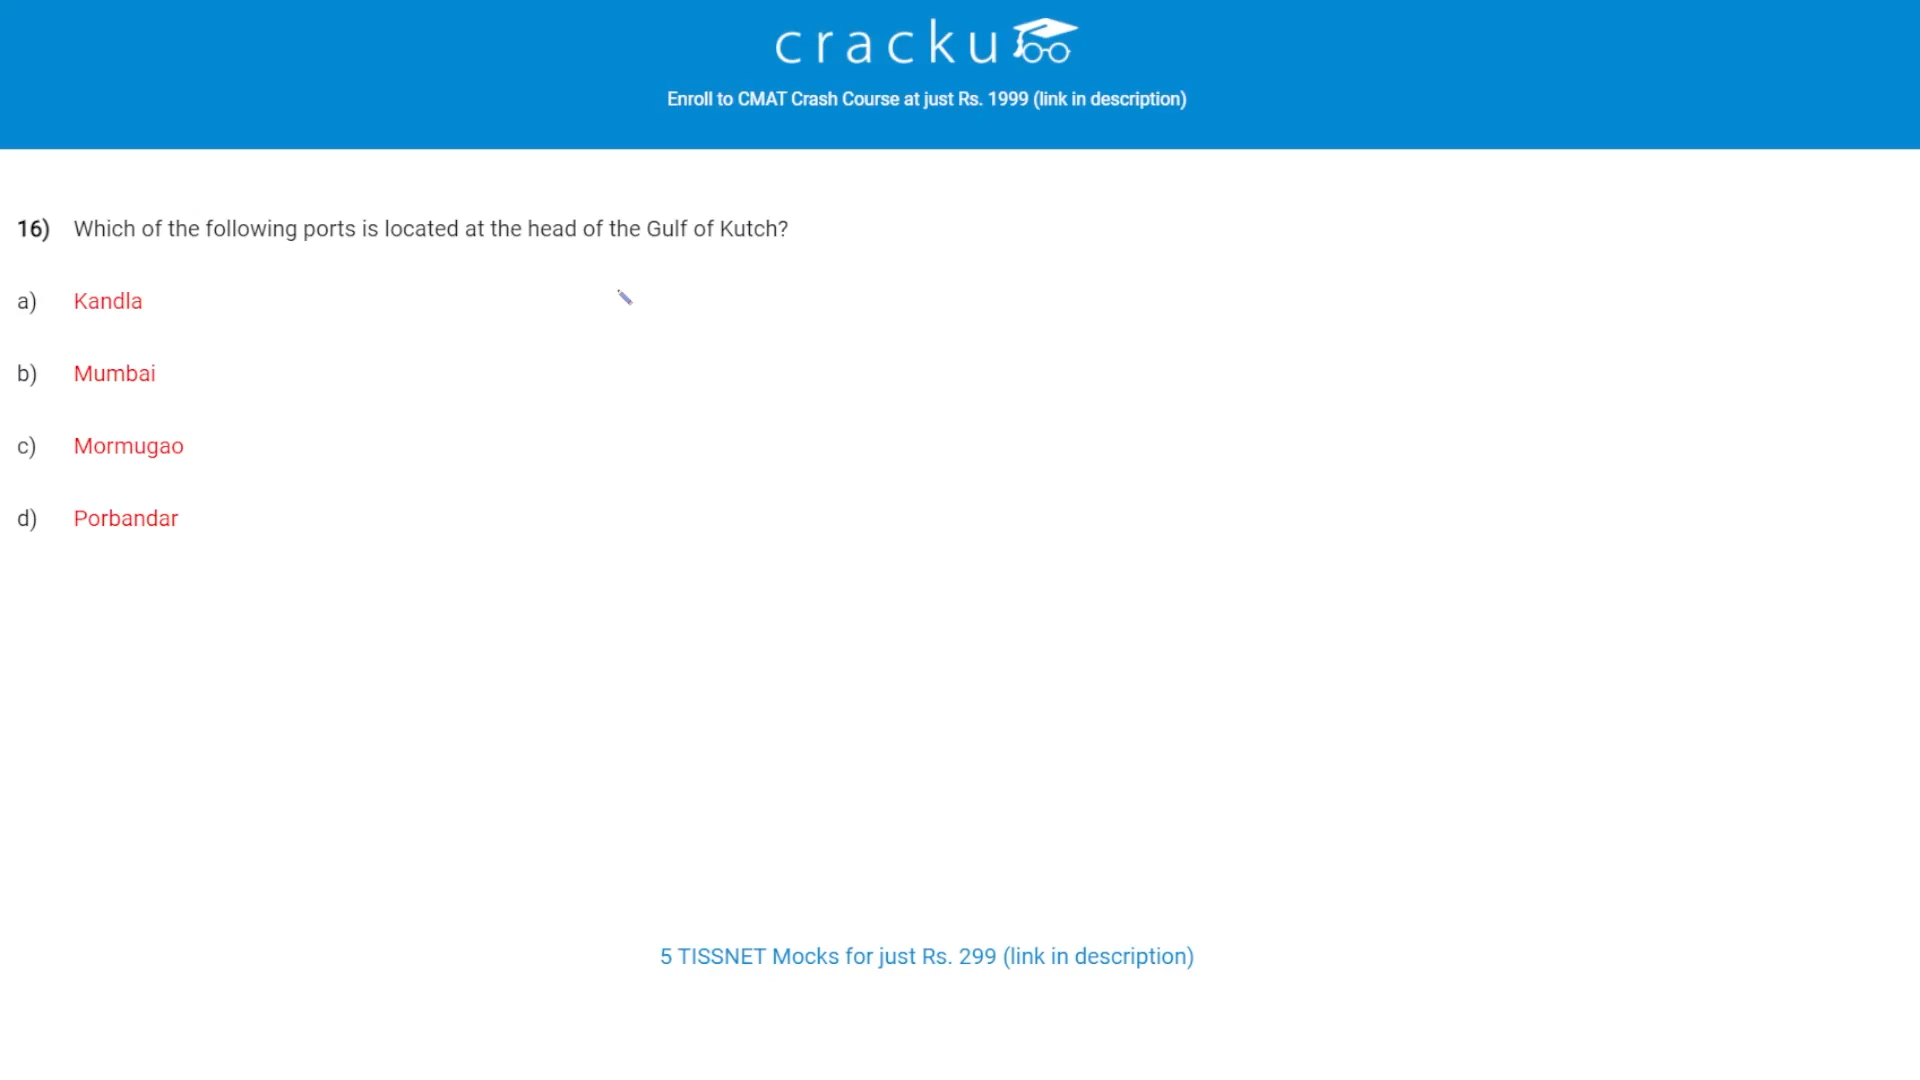 cracku
Enroll to CMAT Crash Course at just Rs. 1999 (link in description)
16) Which of the following ports is located at the head of the Gulf of Kutch?
a) Kandla
b) Mumbai
c) Mormugao
d) Porbandar
5 TISSNET Mocks for just Rs. 299 (link in description)